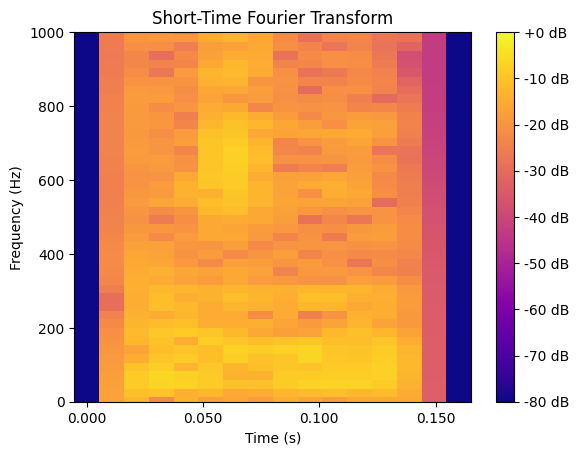 Short-Time Fourier Transform
1000
800
600
400
200
0
Frequency (Hz)
0.000
0.050
0.100
0.150
Time (s)
+0 dB
-10 dB
-20 dB
-30 dB
-40 dB
-50 dB
-60 dB
-70 dB
-80 dB